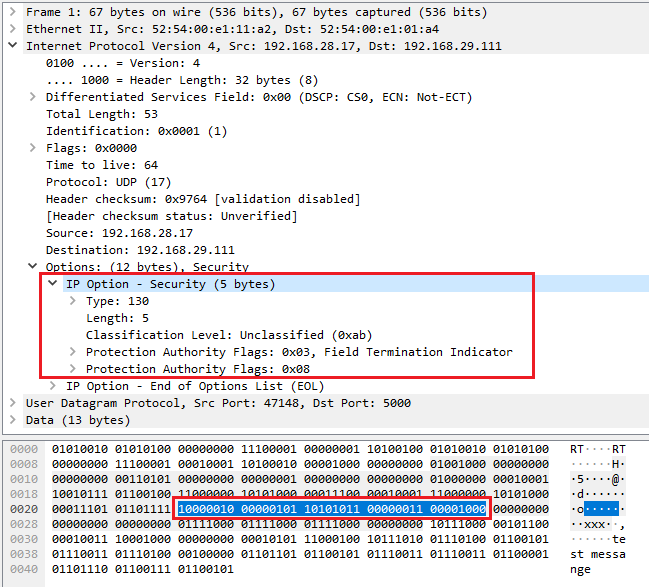 Frame 1: 67 bytes on wire (536 bits), 67 bytes captured (536 bits)
Ethernet II, Src: 52:54:00:e1:11:a2, Dst: 52:54:00:e1:01:a4
Internet Protocol Version 4, Src: 192.168.28.17, Dst: 192.168.29.111
0100 .... = Version: 4
.... 1000 = Header Length: 32 bytes (8)
Differentiated Services Field: 0x00 (DSCP: CS0, ECN: Not-ECT)
Total Length: 53
Identification: 0x0001 (1)
Flags: 0x0000
Time to live: 64
Protocol: UDP (17)
Header checksum: 0x9764 [validation disabled]
[Header checksum status: Unverified]
Source: 192.168.28.17
Destination: 192.168.29.111
Options: (12 bytes), Security
IP Option - Security (5 bytes)
Type: 130
Length: 5
Classification Level: Unclassified (0xab)
Protection Authority Flags: 0x03, Field Termination Indicator
Protection Authority Flags: 0x08
IP Option - End of Options List (EOL)
User Datagram Protocol, Src Port: 47148, Dst Port: 5000
Data (13 bytes)
0000 01010010 01010100 00000000 11100001 00000001 10100100 01010010 01010100 RT····RT
0008 00000000 11100001 00010001 10100010 00001000 00000000 01001000 00000000 ······H·
0010 00000000 00110101 00000000 00000001 00000000 00000000 01000000 00010001 ·5····@·
0018 10010111 01100100 11000000 10101000 00011100 00010001 11000000 10101000 ·d······
0020 00011101 01101111 10000010 00000101 10101011 00000011 00001000 00000000 ·o······
0028 00000000 00000000 01111000 01111000 01111000 00000000 10111000 00101100 ··xxx··,
0030 00010011 10001000 00000000 00010101 11000100 10111010 01110100 01100101 ······te
0038 01110011 01110100 00100000 01101101 01100101 01110011 01110011 01100001 st messa
0040 01101110 01100111 01100101 nge